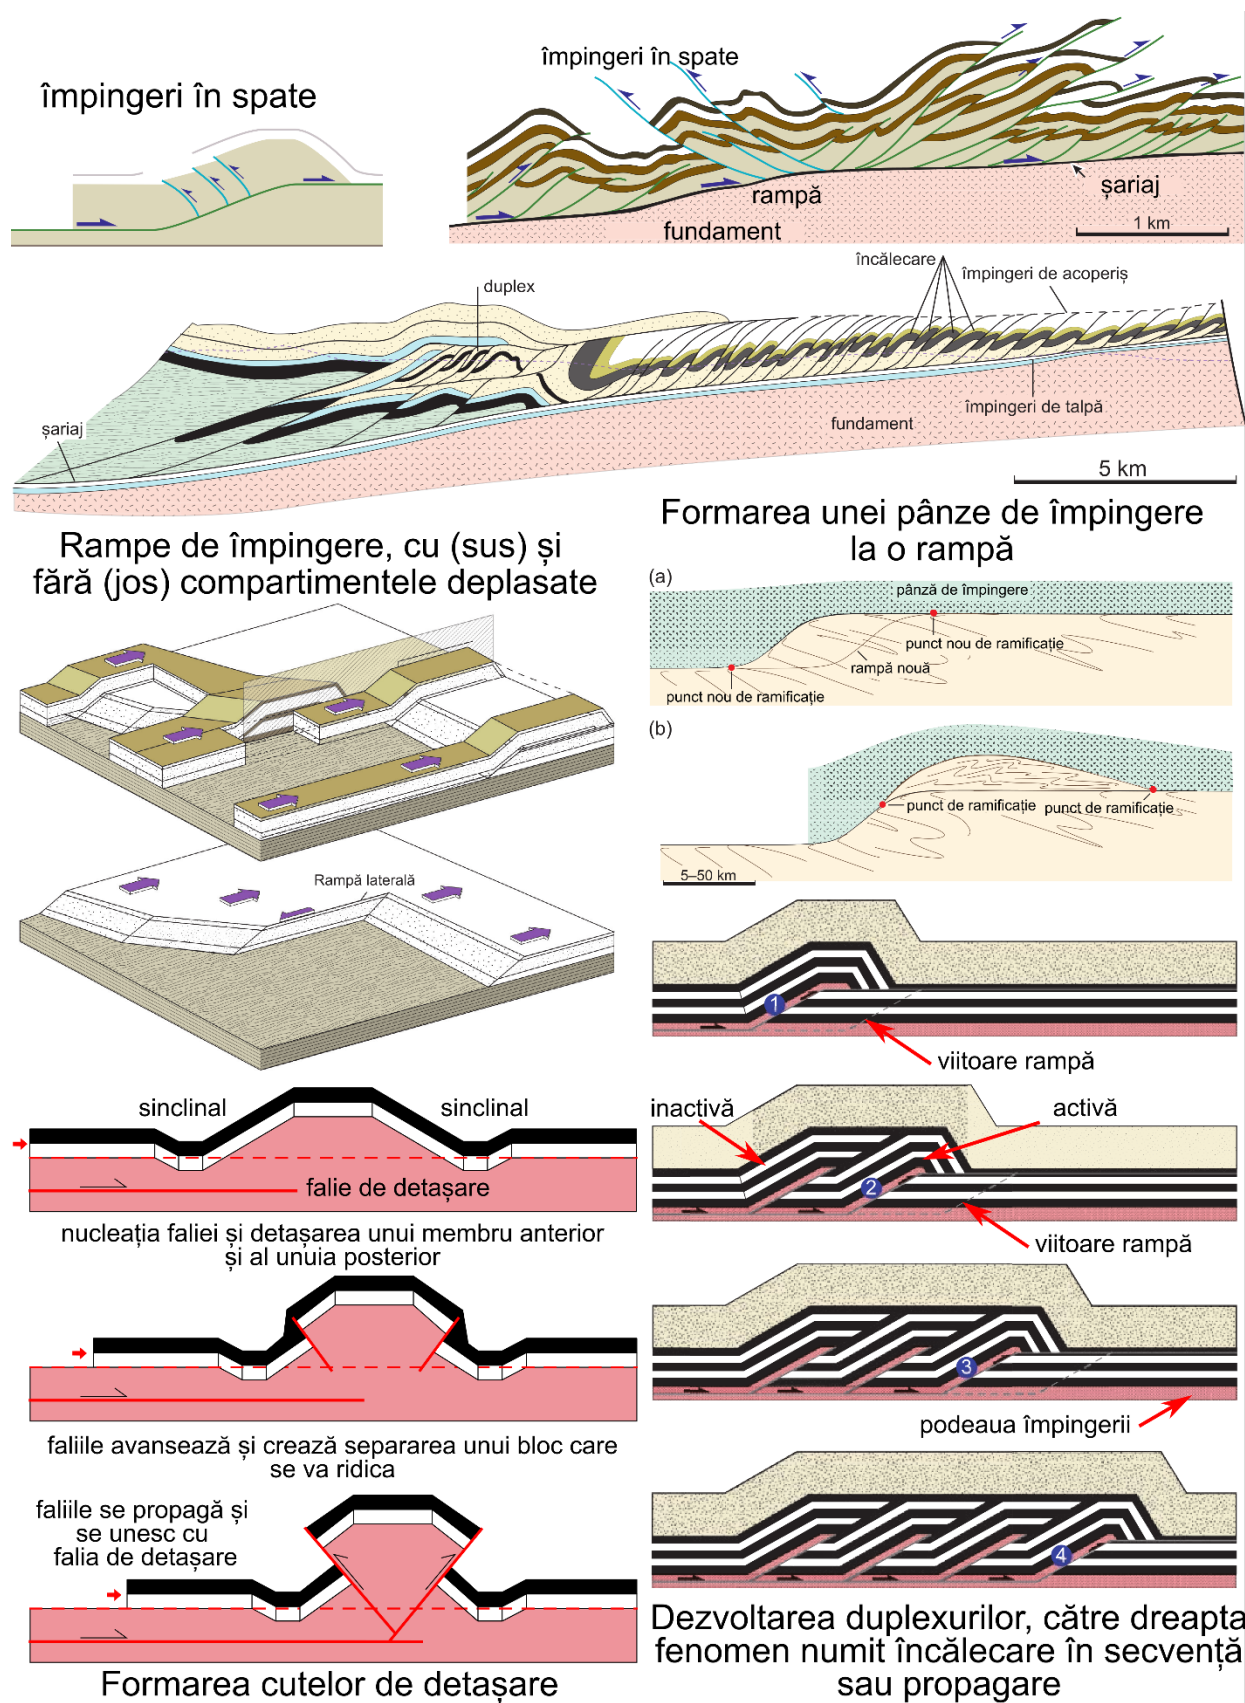 împingeri în spate
împingeri în spate
rampă
șariaj
fundament
1 km
încălecare
împingeri de acoperiș
duplex
împingeri de talpă
șariaj
fundament
5 km
Rampe de împingere, cu (sus) și
fără (jos) compartimentele deplasate
Rampă laterală
Formarea unei pânze de împingere
la o rampă
(a)
pânză de împingere
punct nou de ramificație
rampă nouă
punct nou de ramificație
(b)
punct de ramificație
punct de ramificație
5–50 km
sinclinal
sinclinal
falie de detașare
nucleația faliei și detașarea unui membru anterior
și al unuia posterior
faliile avansează și crează separarea unui bloc care
se va ridica
faliile se propagă și
se unesc cu
falia de detașare
Formarea cutelor de detașare
1
viitoare rampă
inactivă
activă
2
viitoare rampă
3
podeaua împingerii
4
Dezvoltarea duplexurilor, către dreapta
fenomen numit încălecare în secvență
sau propagare